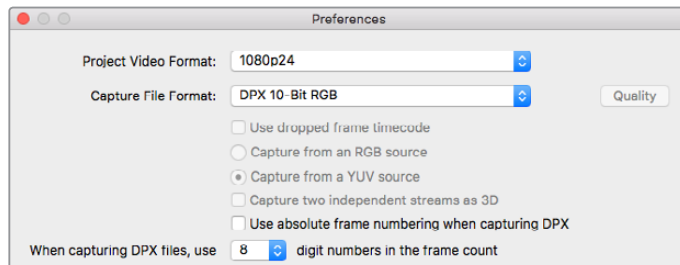 Preferences
Project Video Format: 1080p24
Capture File Format: DPX 10-Bit RGB Quality
Use dropped frame timecode
Capture from an RGB source
Capture from a YUV source
Capture two independent streams as 3D
Use absolute frame numbering when capturing DPX
When capturing DPX files, use 8 digit numbers in the frame count